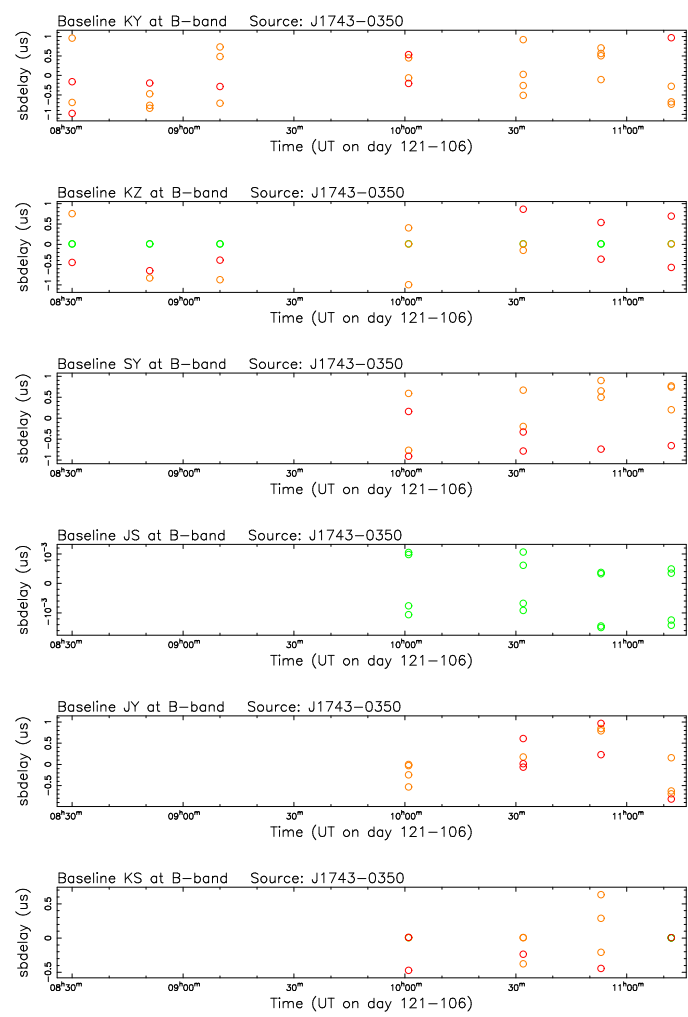 Baseline KY at B-band Source: J1743-0350
sbdelay (us)
1
0.5
0
-0.5
-1
08h30m 09h00m 30m 10h00m 30m 11h00m
Time (UT on day 121-106)
Baseline KZ at B-band Source: J1743-0350
sbdelay (us)
1
0.5
0
-0.5
-1
08h30m 09h00m 30m 10h00m 30m 11h00m
Time (UT on day 121-106)
Baseline SY at B-band Source: J1743-0350
sbdelay (us)
1
0.5
0
-0.5
-1
08h30m 09h00m 30m 10h00m 30m 11h00m
Time (UT on day 121-106)
Baseline JS at B-band Source: J1743-0350
sbdelay (us)
10-3
0
-10-3
08h30m 09h00m 30m 10h00m 30m 11h00m
Time (UT on day 121-106)
Baseline JY at B-band Source: J1743-0350
sbdelay (us)
1
0.5
0
-0.5
08h30m 09h00m 30m 10h00m 30m 11h00m
Time (UT on day 121-106)
Baseline KS at B-band Source: J1743-0350
sbdelay (us)
0.5
0
-0.5
08h30m 09h00m 30m 10h00m 30m 11h00m
Time (UT on day 121-106)